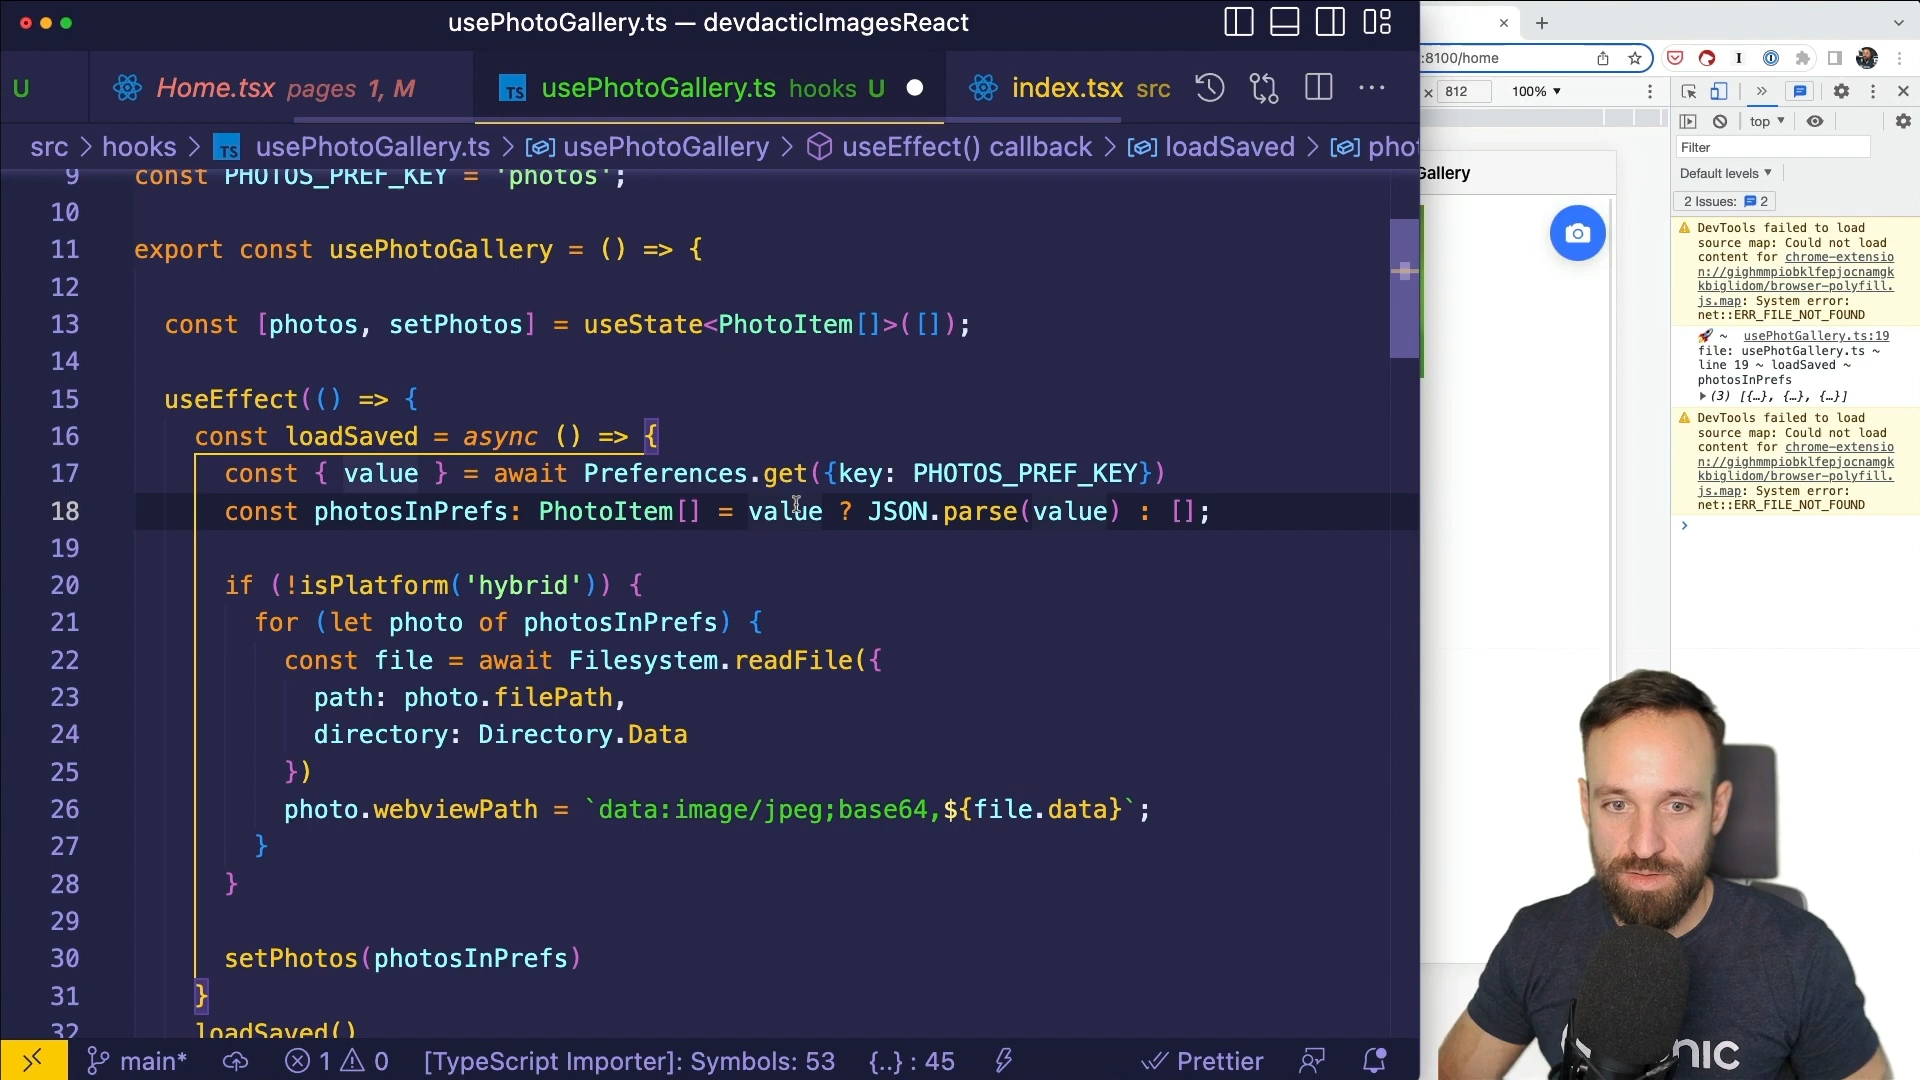 usePhotoGallery.ts — devdacticImagesReact
U
Home.tsx pages 1, M
TS usePhotoGallery.ts hooks U
index.tsx src
src > hooks > TS usePhotoGallery.ts > usePhotoGallery > useEffect() callback > loadSaved > pho
9 const PHOTOS_PREF_KEY = 'photos';
10
11 export const usePhotoGallery = () => {
12
13 const [photos, setPhotos] = useState<PhotoItem[]>([]);
14
15 useEffect(() => {
16 const loadSaved = async () => {
17 const { value } = await Preferences.get({key: PHOTOS_PREF_KEY})
18 const photosInPrefs: PhotoItem[] = value ? JSON.parse(value) : [];
19
20 if (!isPlatform('hybrid')) {
21 for (let photo of photosInPrefs) {
22 const file = await Filesystem.readFile({
23 path: photo.filePath,
24 directory: Directory.Data
25 })
26 photo.webviewPath = `data:image/jpeg;base64,${file.data}`;
27 }
28 }
29
30 setPhotos(photosInPrefs)
31 }
32 loadSaved()
main* 1 0 [TypeScript Importer]: Symbols: 53 {..} : 45 Prettier
:8100/home
812 100%
Gallery
top
Filter
Default levels
2 Issues: 2
DevTools failed to load
source map: Could not load
content for chrome-extensio
n://gighmmpiobklfepjocnamgk
kbiglidom/browser-polyfill.
js.map: System error:
net::ERR_FILE_NOT_FOUND
🚀 ~ usePhotGallery.ts:19
file: usePhotGallery.ts ~
line 19 ~ loadSaved ~
photosInPrefs
(3) [{…}, {…}, {…}]
DevTools failed to load
source map: Could not load
content for chrome-extensio
n://gighmmpiobklfepjocnamgk
kbiglidom/browser-polyfill.
js.map: System error:
net::ERR_FILE_NOT_FOUND
>
nic